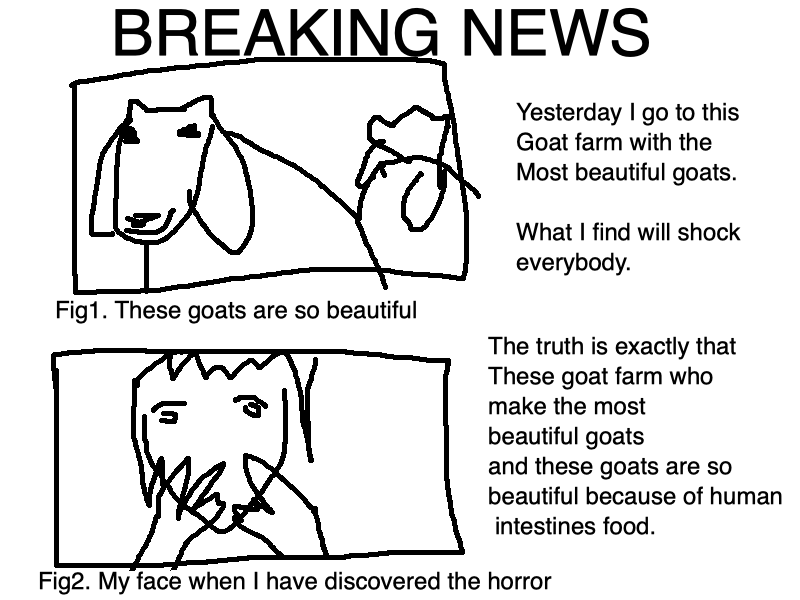 BREAKING NEWS
Yesterday I go to this
Goat farm with the
Most beautiful goats.
What I find will shock
everybody.
Fig1. These goats are so beautiful
The truth is exactly that
These goat farm who
make the most
beautiful goats
and these goats are so
beautiful because of human
intestines food.
Fig2. My face when I have discovered the horror